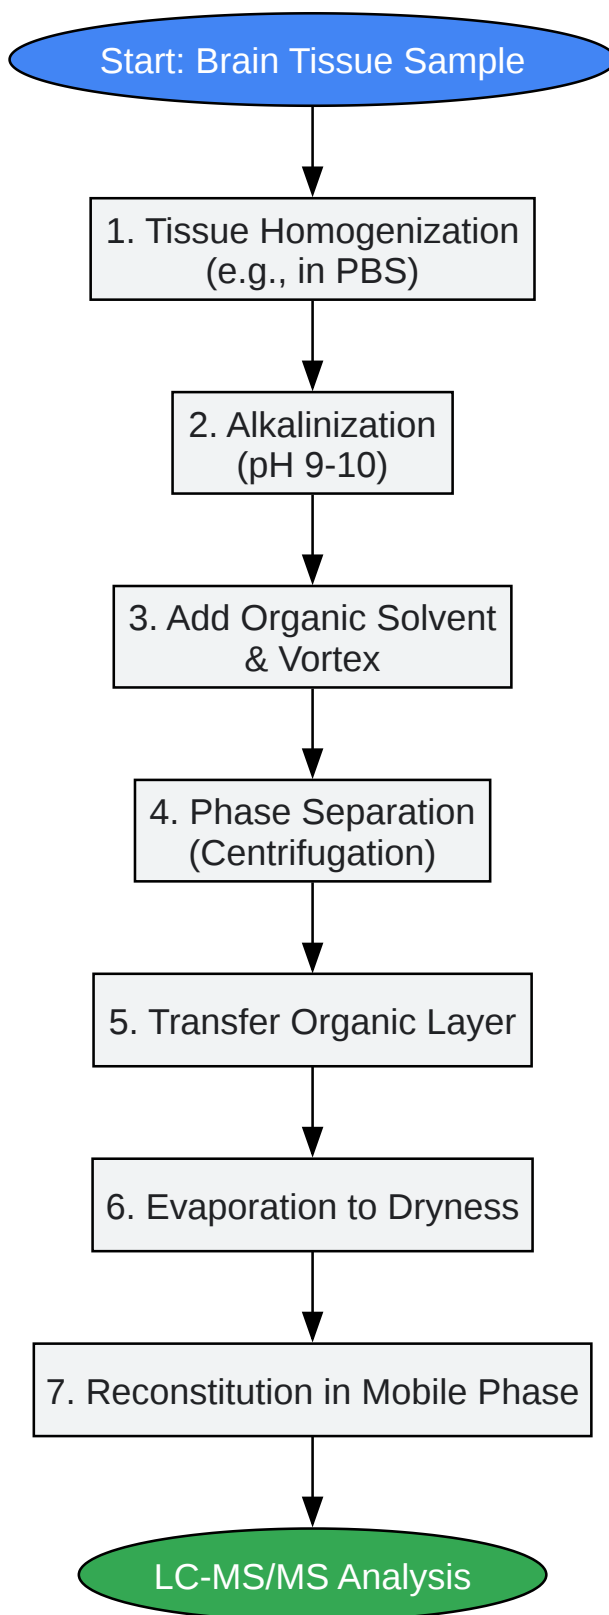 Start: Brain Tissue Sample
1. Tissue Homogenization
(e.g., in PBS)
2. Alkalinization
(pH 9-10)
3. Add Organic Solvent
& Vortex
4. Phase Separation
(Centrifugation)
5. Transfer Organic Layer
6. Evaporation to Dryness
7. Reconstitution in Mobile Phase
LC-MS/MS Analysis